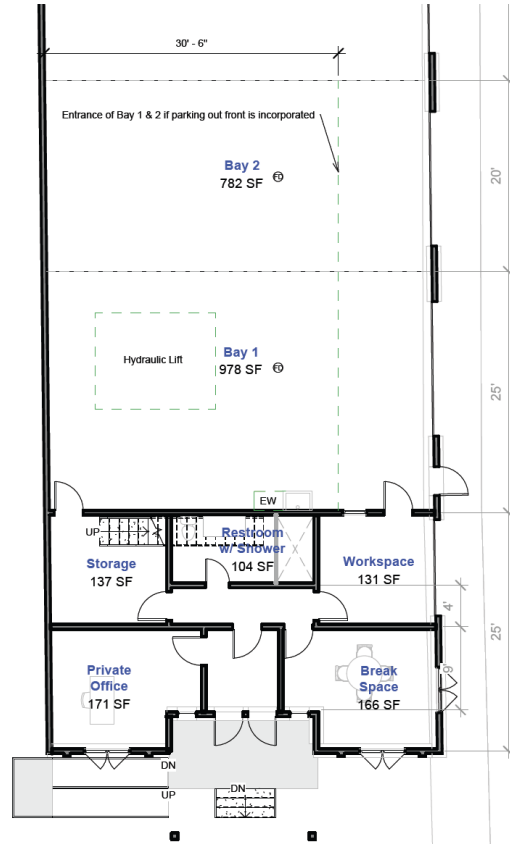 30' - 6"
Entrance of Bay 1 & 2 if parking out front is incorporated
Bay 2
782 SF
FD
20'
Hydraulic Lift
Bay 1
978 SF
FD
25'
EW
UP
Storage
137 SF
Restroom
w/ Shower
104 SF
Workspace
131 SF
4'
25'
Private
Office
171 SF
Break
Space
166 SF
9'
DN
UP
DN